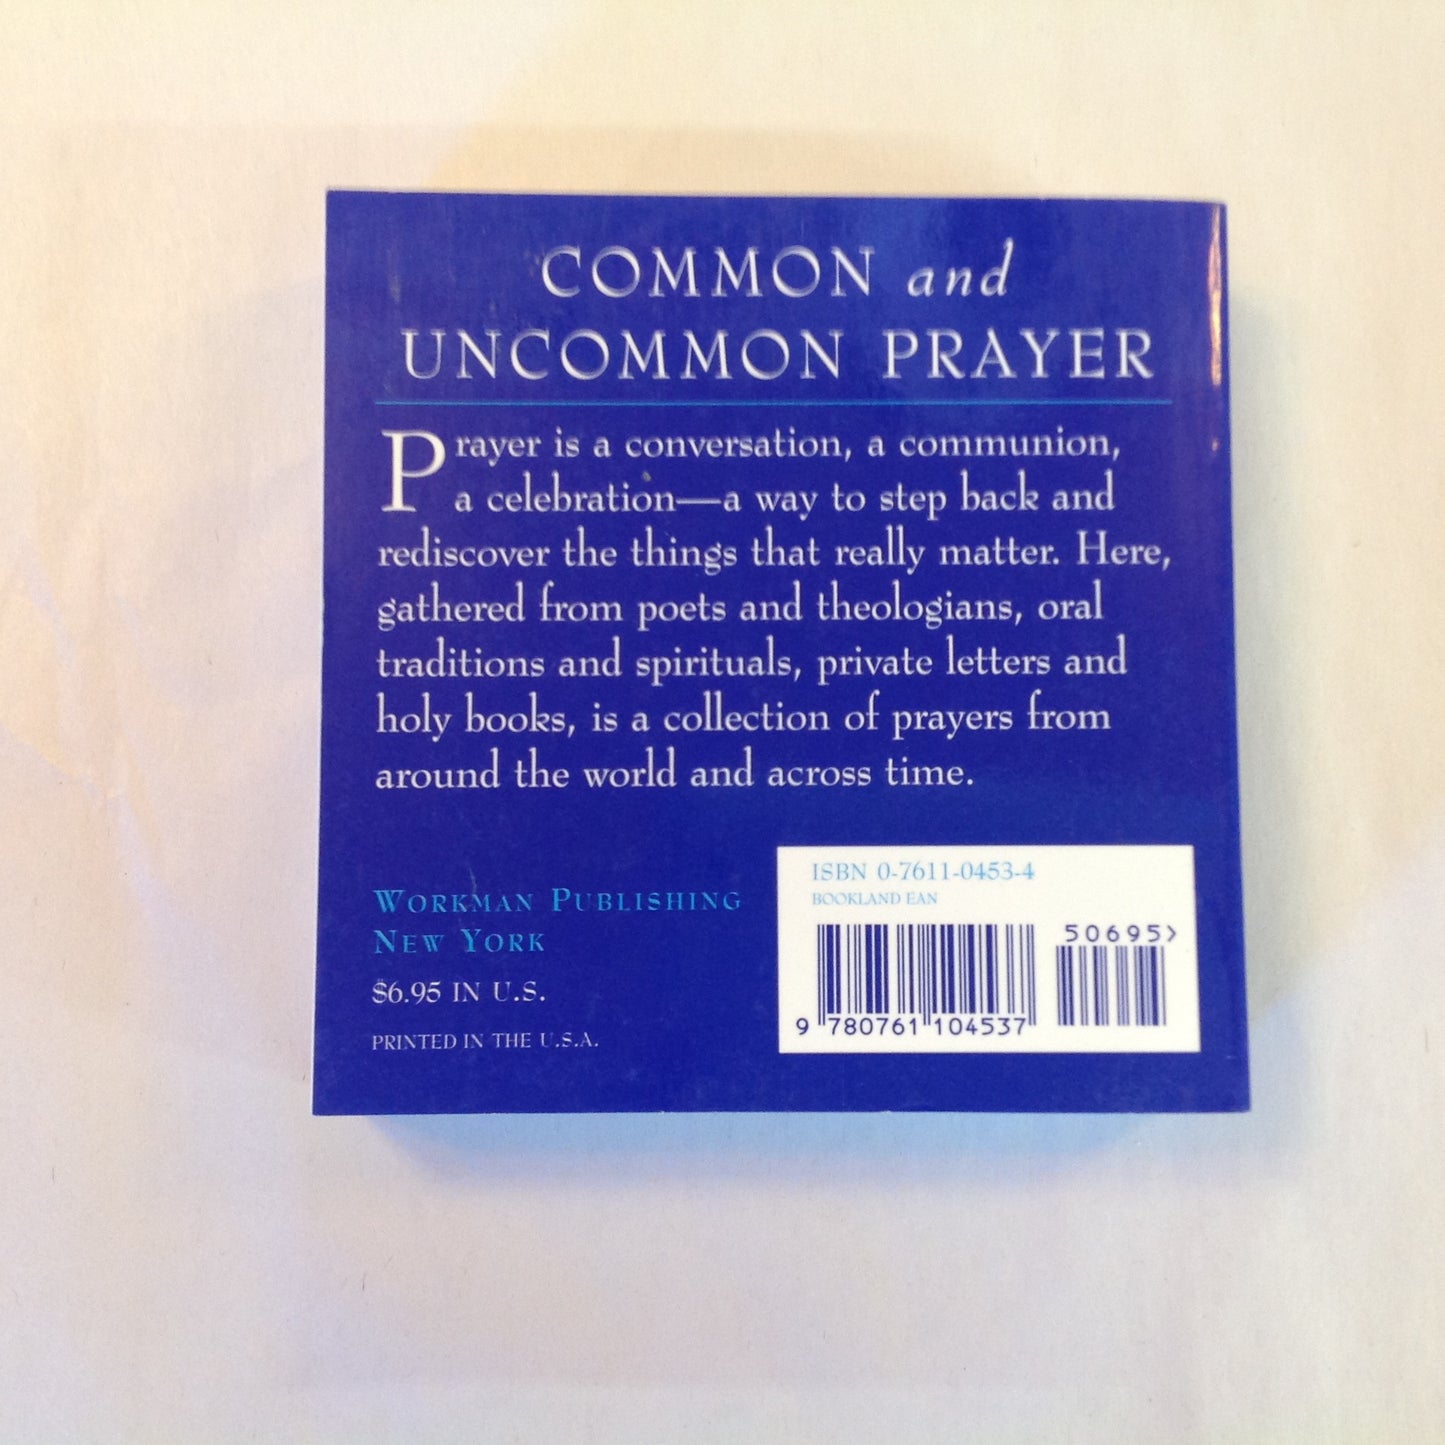 COMMON and
UNCOMMON PRAYER
Prayer is a conversation, a communion,
a celebration—a way to step back and
rediscover the things that really matter. Here,
gathered from poets and theologians, oral
traditions and spirituals, private letters and
holy books, is a collection of prayers from
around the world and across time.
WORKMAN PUBLISHING
NEW YORK
$6.95 IN U.S.
PRINTED IN THE U.S.A.
ISBN 0-7611-0453-4
BOOKLAND EAN
50695>
9 780761 104537